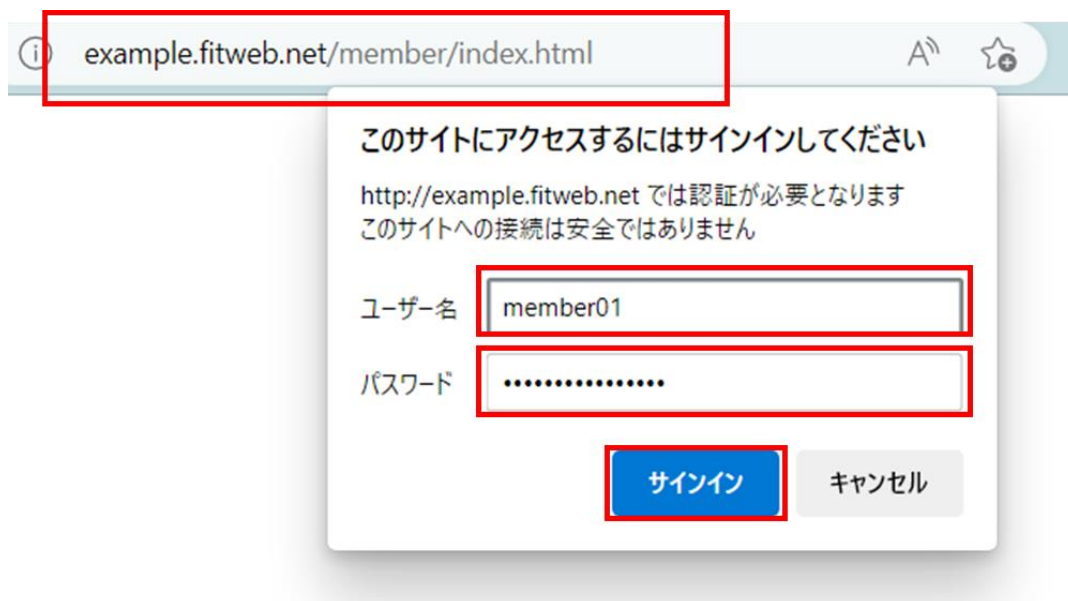 example.fitweb.net/member/index.html
このサイトにアクセスするにはサインインしてください
http://example.fitweb.net では認証が必要となります
このサイトへの接続は安全ではありません
ユーザー名 member01
パスワード ••••••••••••••••
サインイン キャンセル